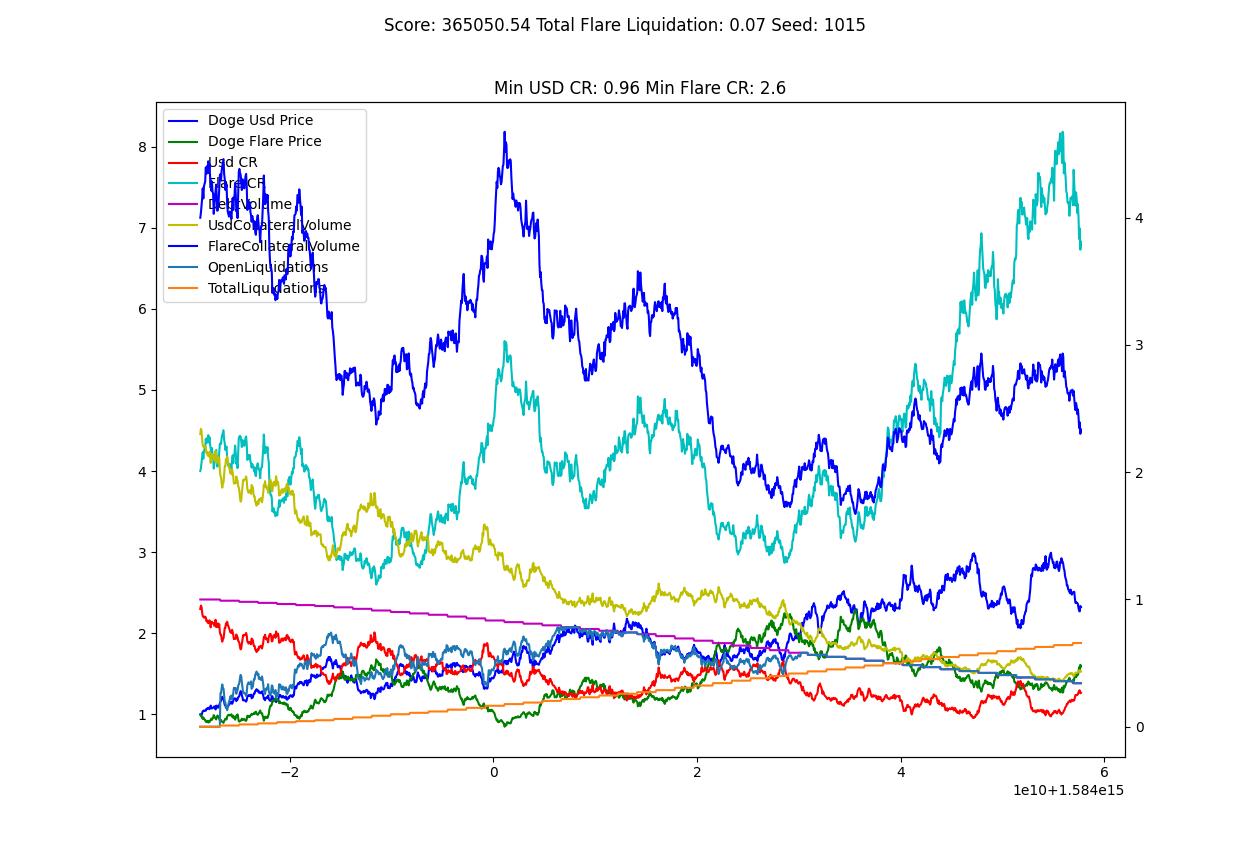 Score: 365050.54 Total Flare Liquidation: 0.07 Seed: 1015
Min USD CR: 0.96 Min Flare CR: 2.6
Doge Usd Price
Doge Flare Price
Usd CR
Flare CR
DebtVolume
UsdCollateralVolume
FlareCollateralVolume
OpenLiquidations
TotalLiquidations
8
7
6
5
4
3
2
1
4
3
2
1
0
−2
0
2
4
6
1e10+1.584e15